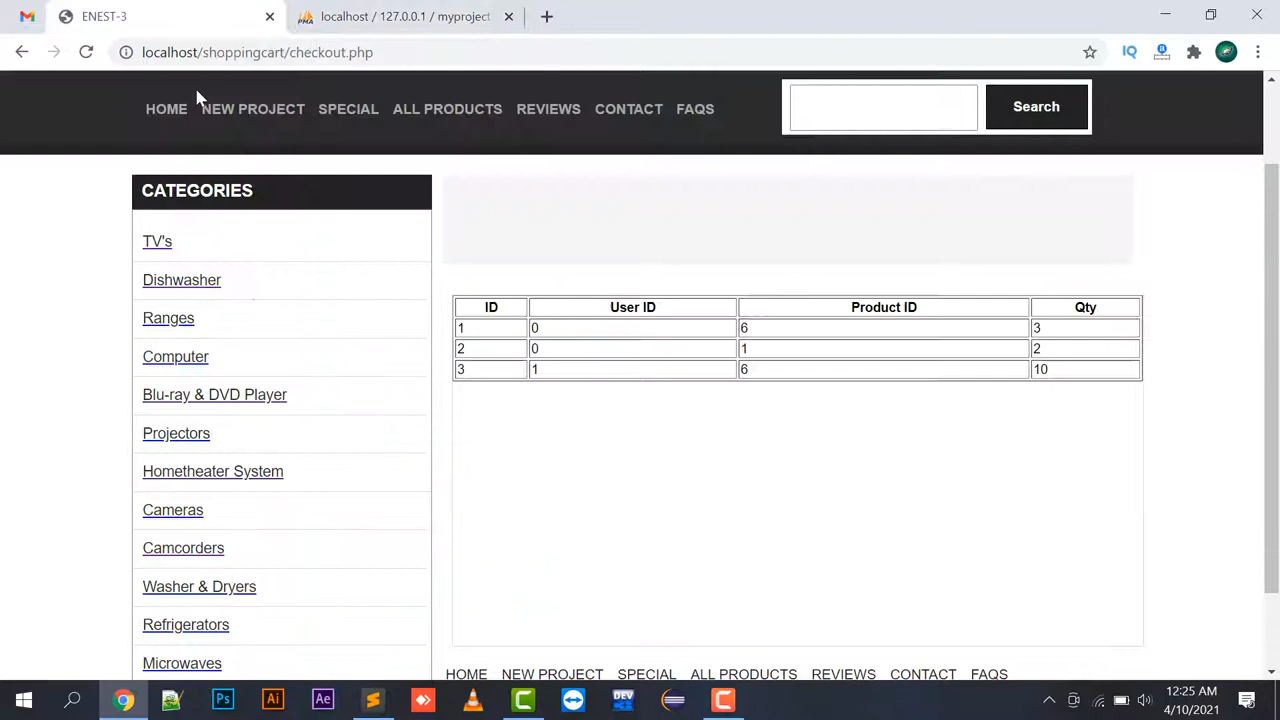 ENEST-3
localhost / 127.0.0.1 / myproject
localhost/shoppingcart/checkout.php
HOME NEW PROJECT SPECIAL ALL PRODUCTS REVIEWS CONTACT FAQS
Search
CATEGORIES
TV's
Dishwasher
Ranges
Computer
Blu-ray & DVD Player
Projectors
Hometheater System
Cameras
Camcorders
Washer & Dryers
Refrigerators
Microwaves
ID User ID Product ID Qty
1 0 6 3
2 0 1 2
3 1 6 10
HOME NEW PROJECT SPECIAL ALL PRODUCTS REVIEWS CONTACT FAQS
12:25 AM
4/10/2021